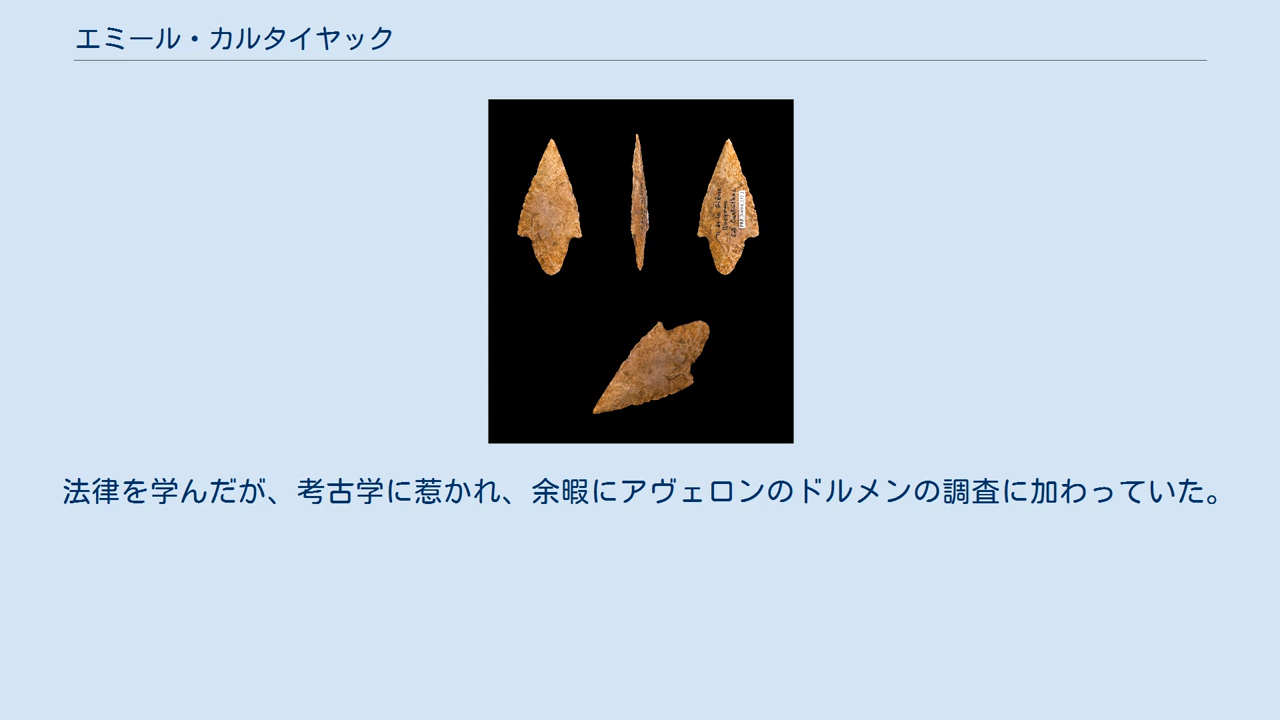 エミール・カルタイヤック
法律を学んだが、考古学に惹かれ、余暇にアヴェロンのドルメンの調査に加わっていた。